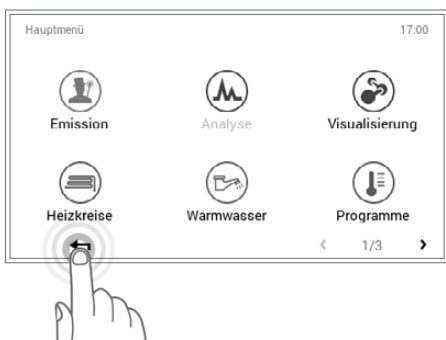 Hauptmenü 17:00
Emission Analyse Visualisierung
Heizkreise Warmwasser Programme
1/3